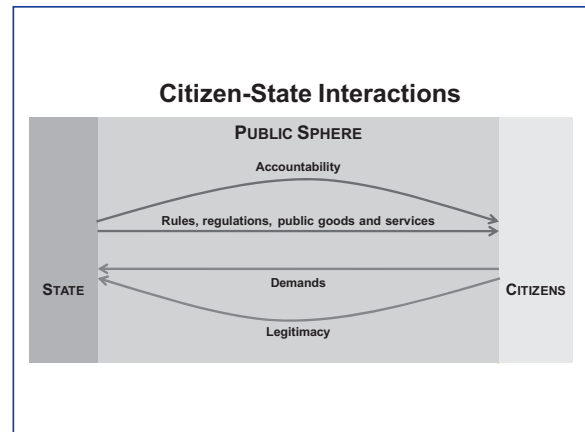 Citizen-State Interactions
PUBLIC SPHERE
Accountability
Rules, regulations, public goods and services
STATE
Demands
CITIZENS
Legitimacy